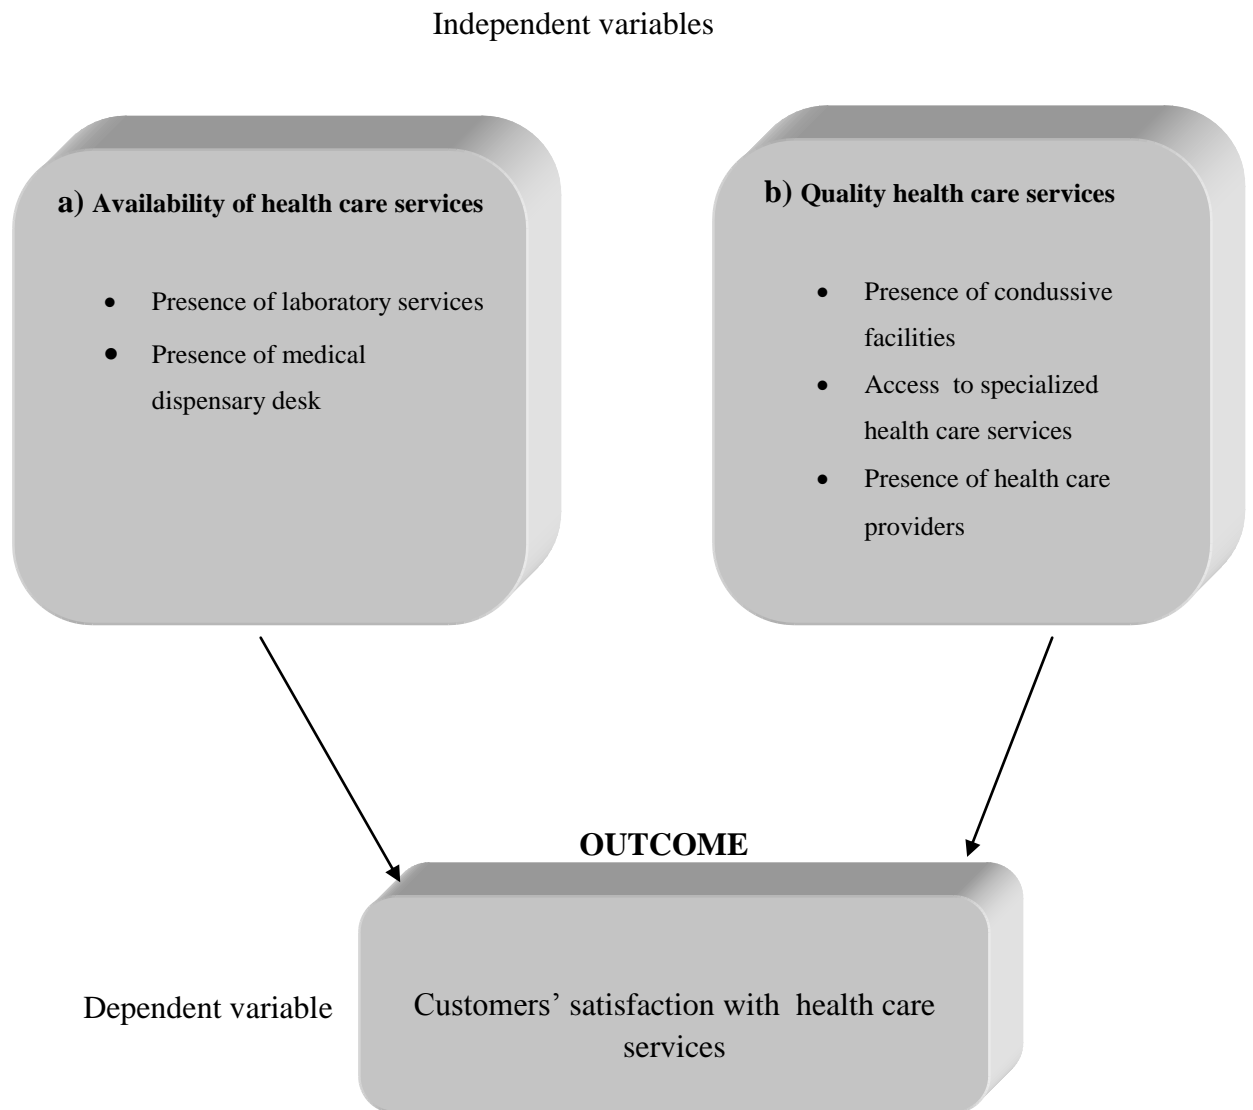 Independent variables
a) Availability of health care services
• Presence of laboratory services
• Presence of medical
dispensary desk
b) Quality health care services
• Presence of condussive
facilities
• Access  to specialized
health care services
• Presence of health care
providers
OUTCOME
Dependent variable
Customers’ satisfaction with  health care
services